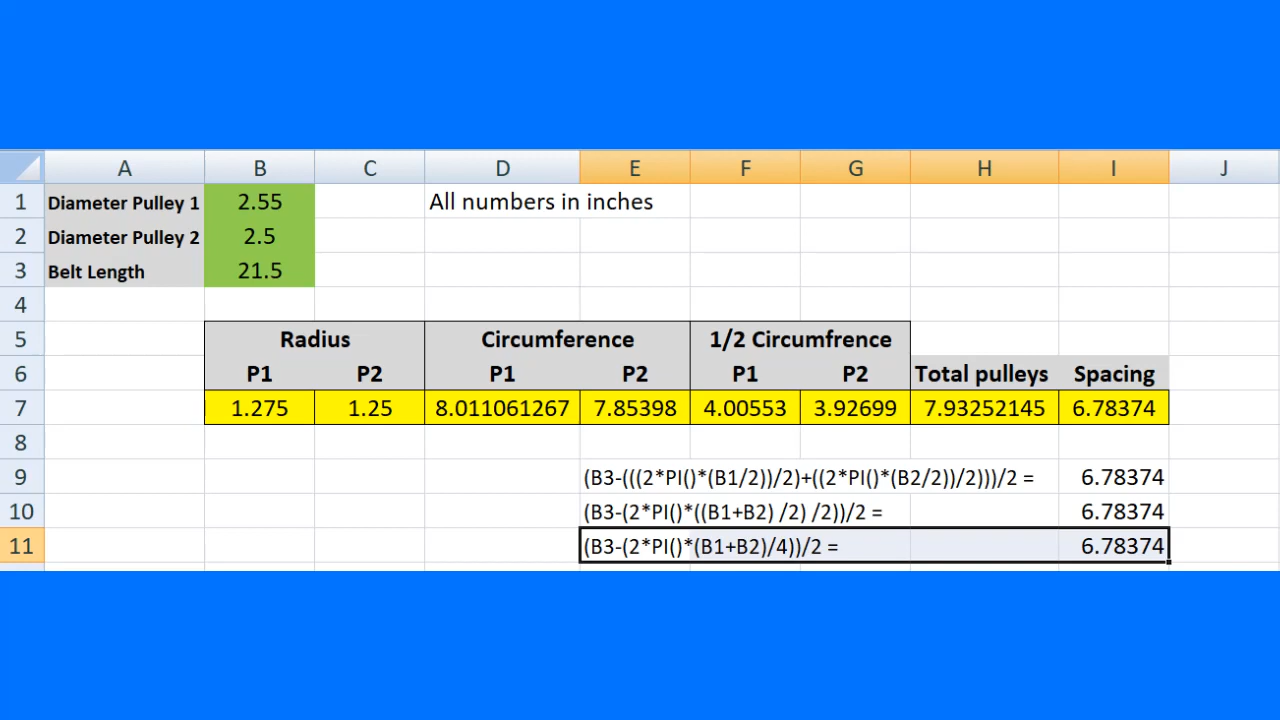 A B C D E F G H I J
1 Diameter Pulley 1 2.55 All numbers in inches
2 Diameter Pulley 2 2.5
3 Belt Length 21.5
4
5 Radius Circumference 1/2 Circumfrence
6 P1 P2 P1 P2 P1 P2 Total pulleys Spacing
7 1.275 1.25 8.011061267 7.85398 4.00553 3.92699 7.93252145 6.78374
8
9 (B3-(((2*PI()*(B1/2))/2)+((2*PI()*(B2/2))/2)))/2 = 6.78374
10 (B3-(2*PI()*((B1+B2) /2) /2))/2 = 6.78374
11 (B3-(2*PI()*(B1+B2)/4))/2 = 6.78374